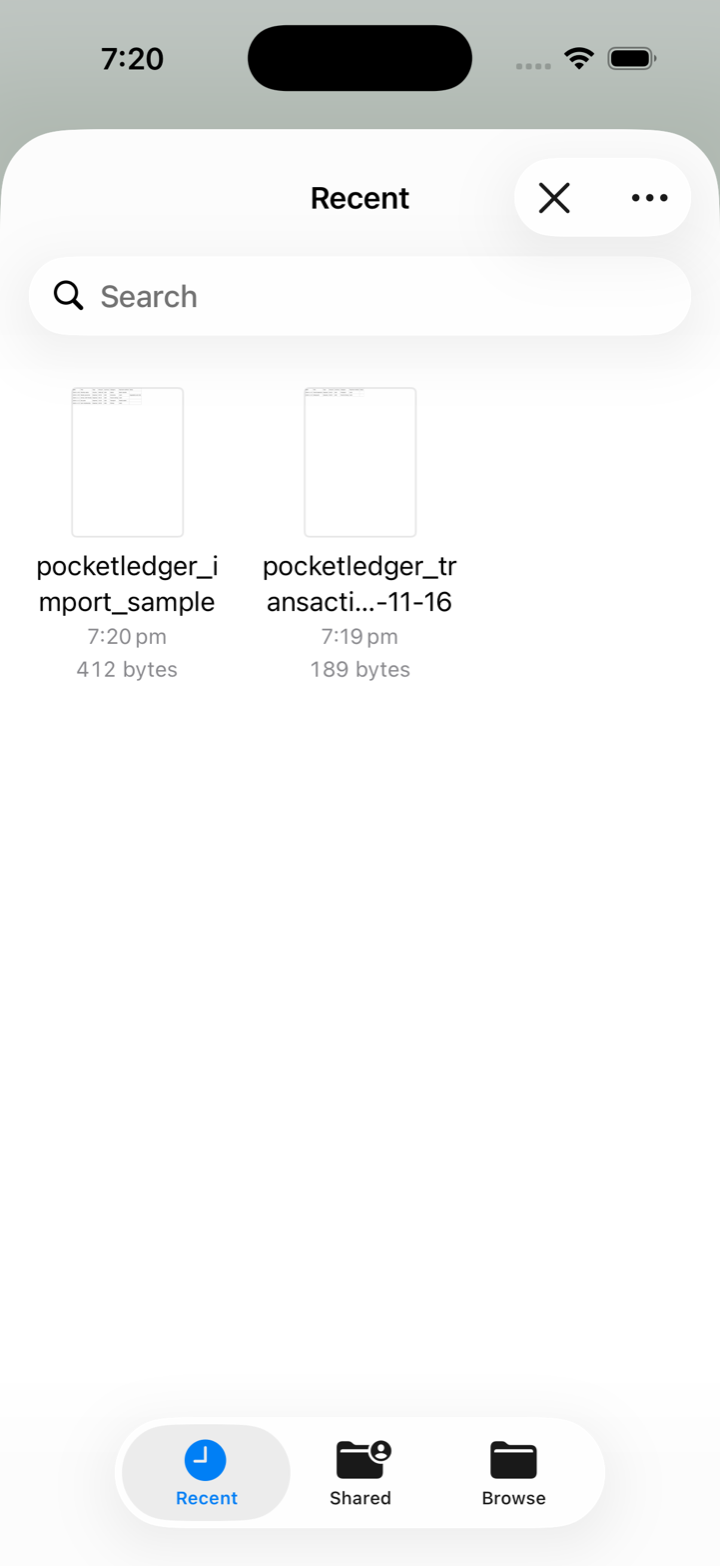 7:20
Recent
Search
pocketledger_i
mport_sample
7:20 pm
412 bytes
pocketledger_tr
ansacti...-11-16
7:19 pm
189 bytes
Recent
Shared
Browse